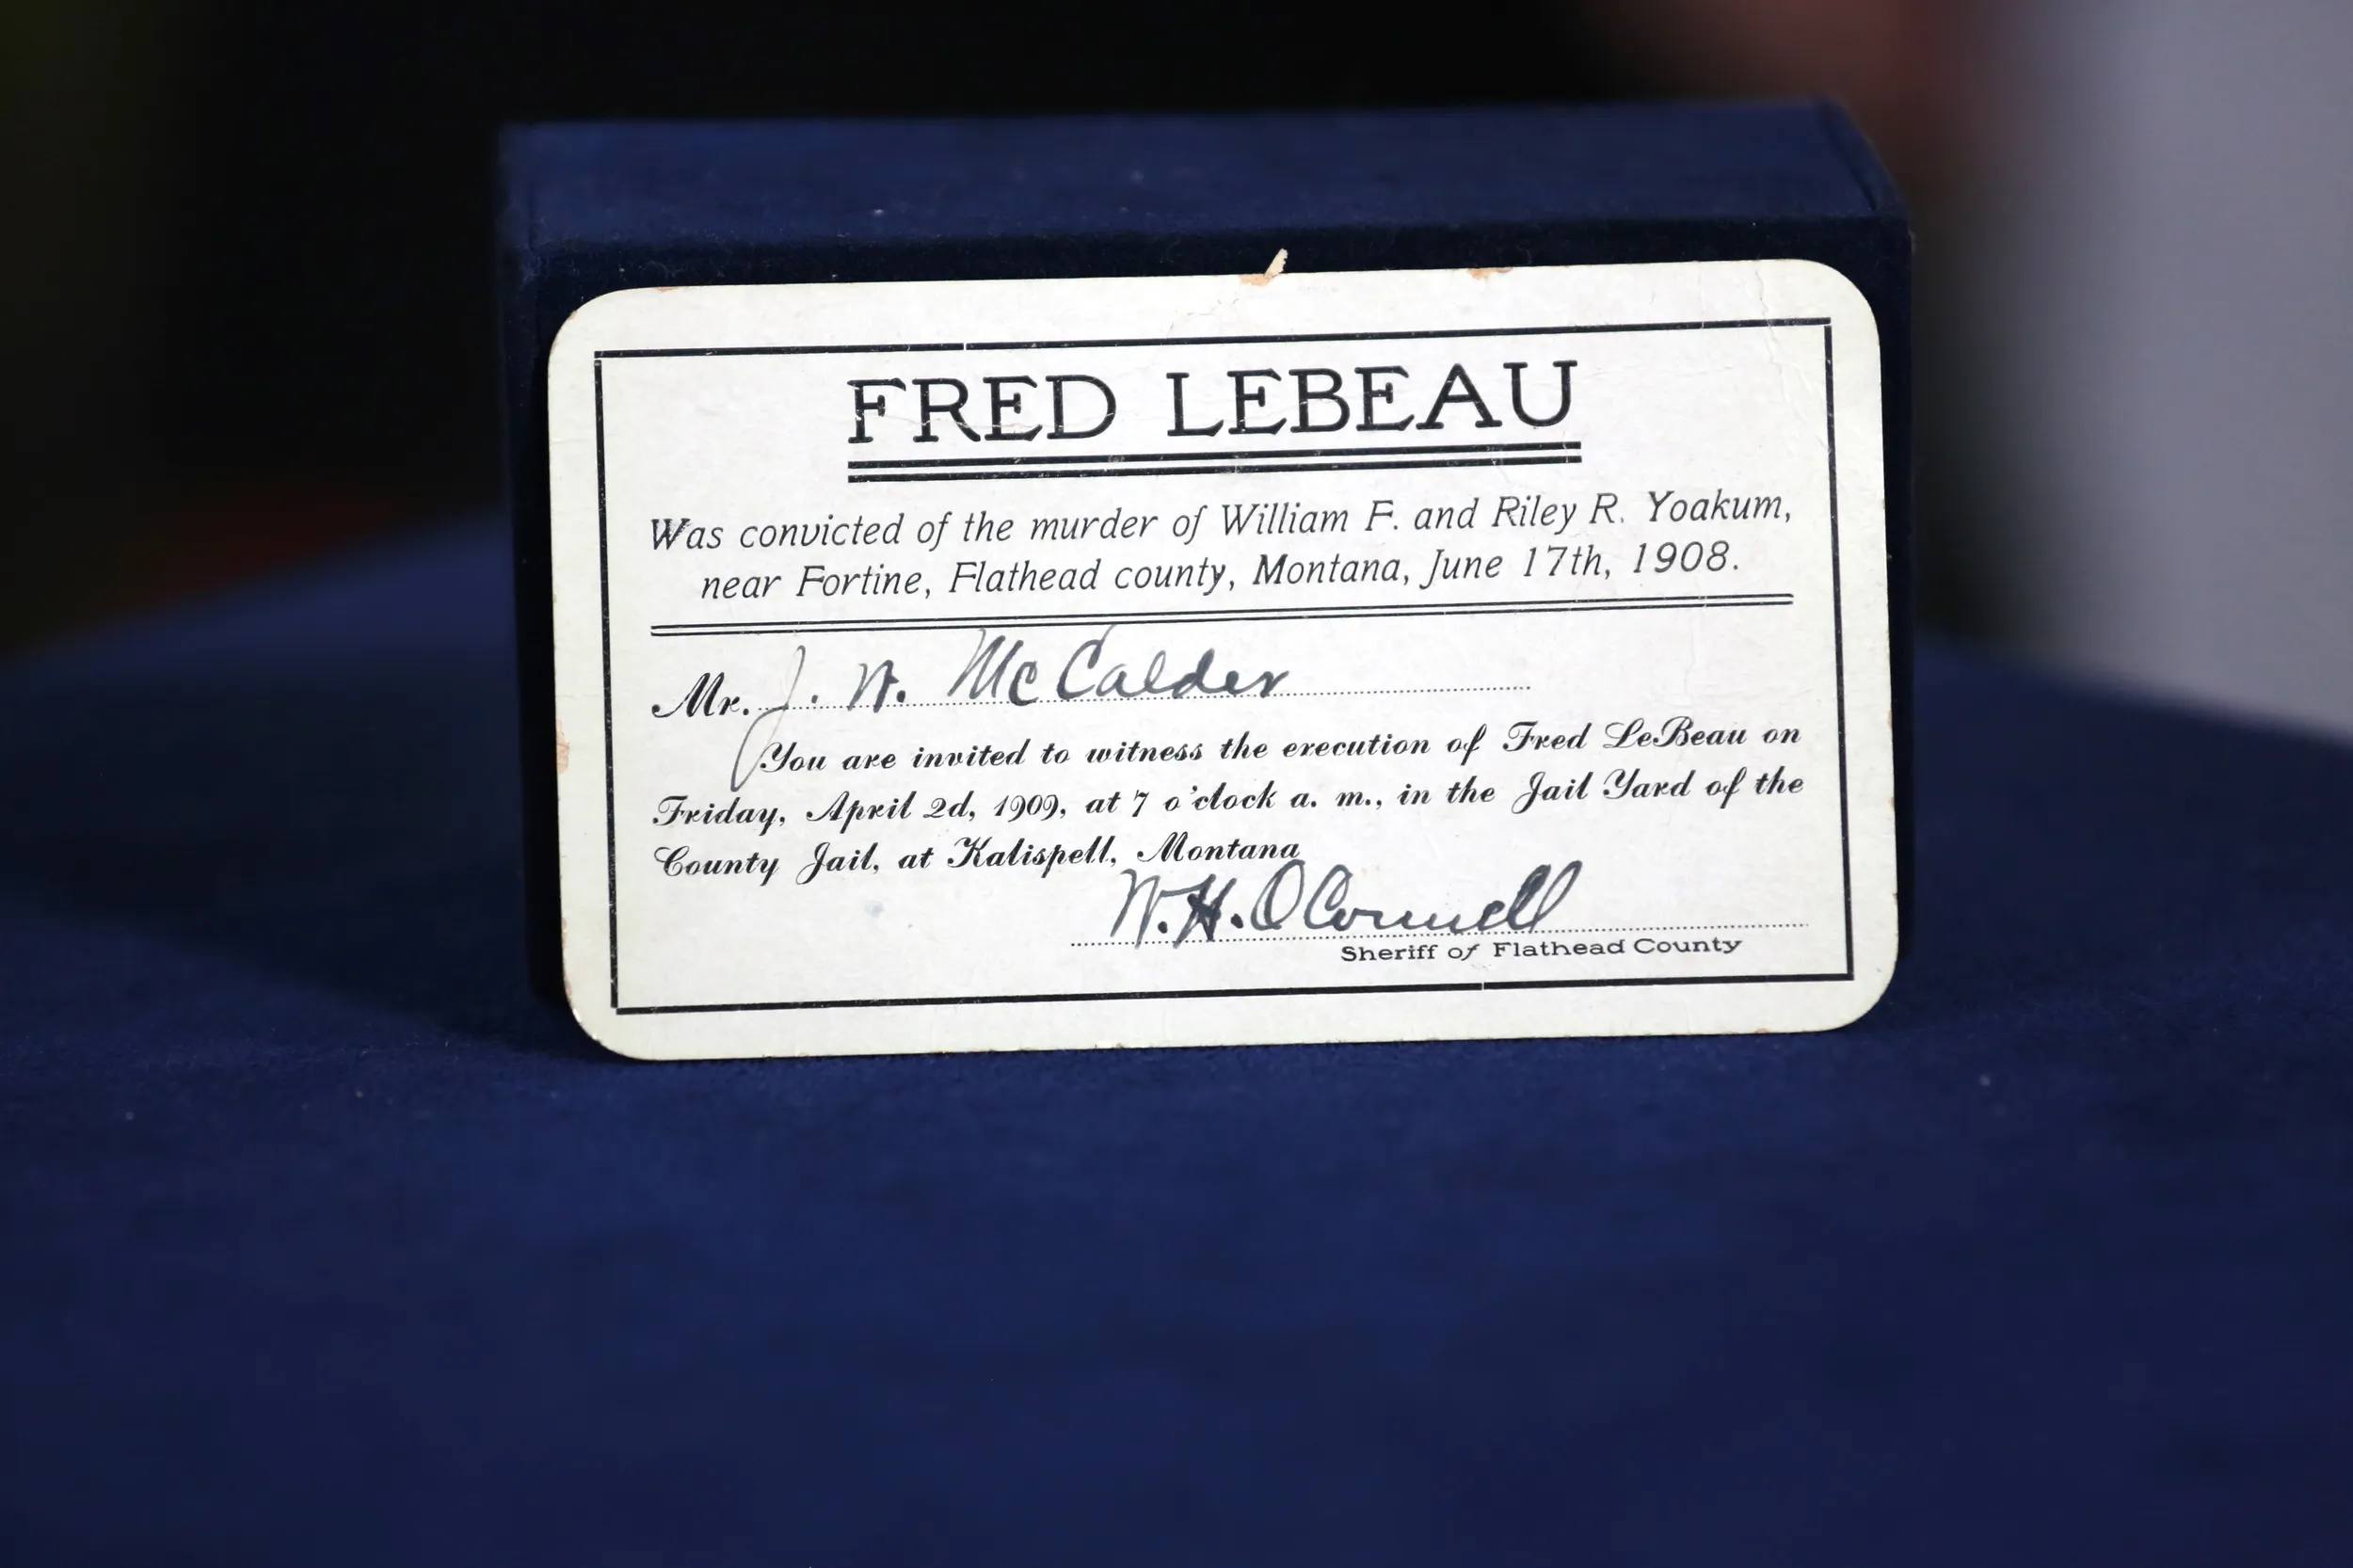 FRED LEBEAU
Was convicted of the murder of William F. and Riley R. Yoakum,
near Fortine, Flathead county, Montana, June 17th, 1908.
Mr. J. W. McCalder
You are invited to witness the execution of Fred LeBeau on
Friday, April 2d, 1909, at 7 o'clock a. m., in the Jail Yard of the
County Jail, at Kalispell, Montana
W. H. O Connell
Sheriff of Flathead County